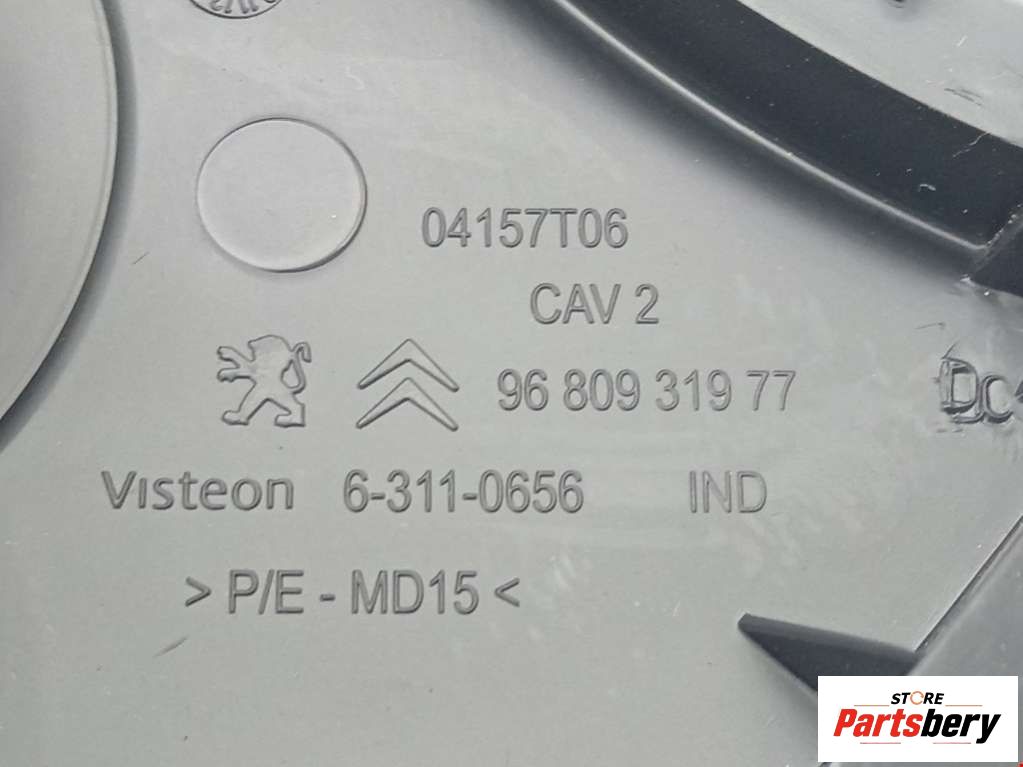 04157T06
CAV 2
96 809 319 77
Visteon 6-311-0656 IND
> P/E - MD15 <
STORE
Partsbery